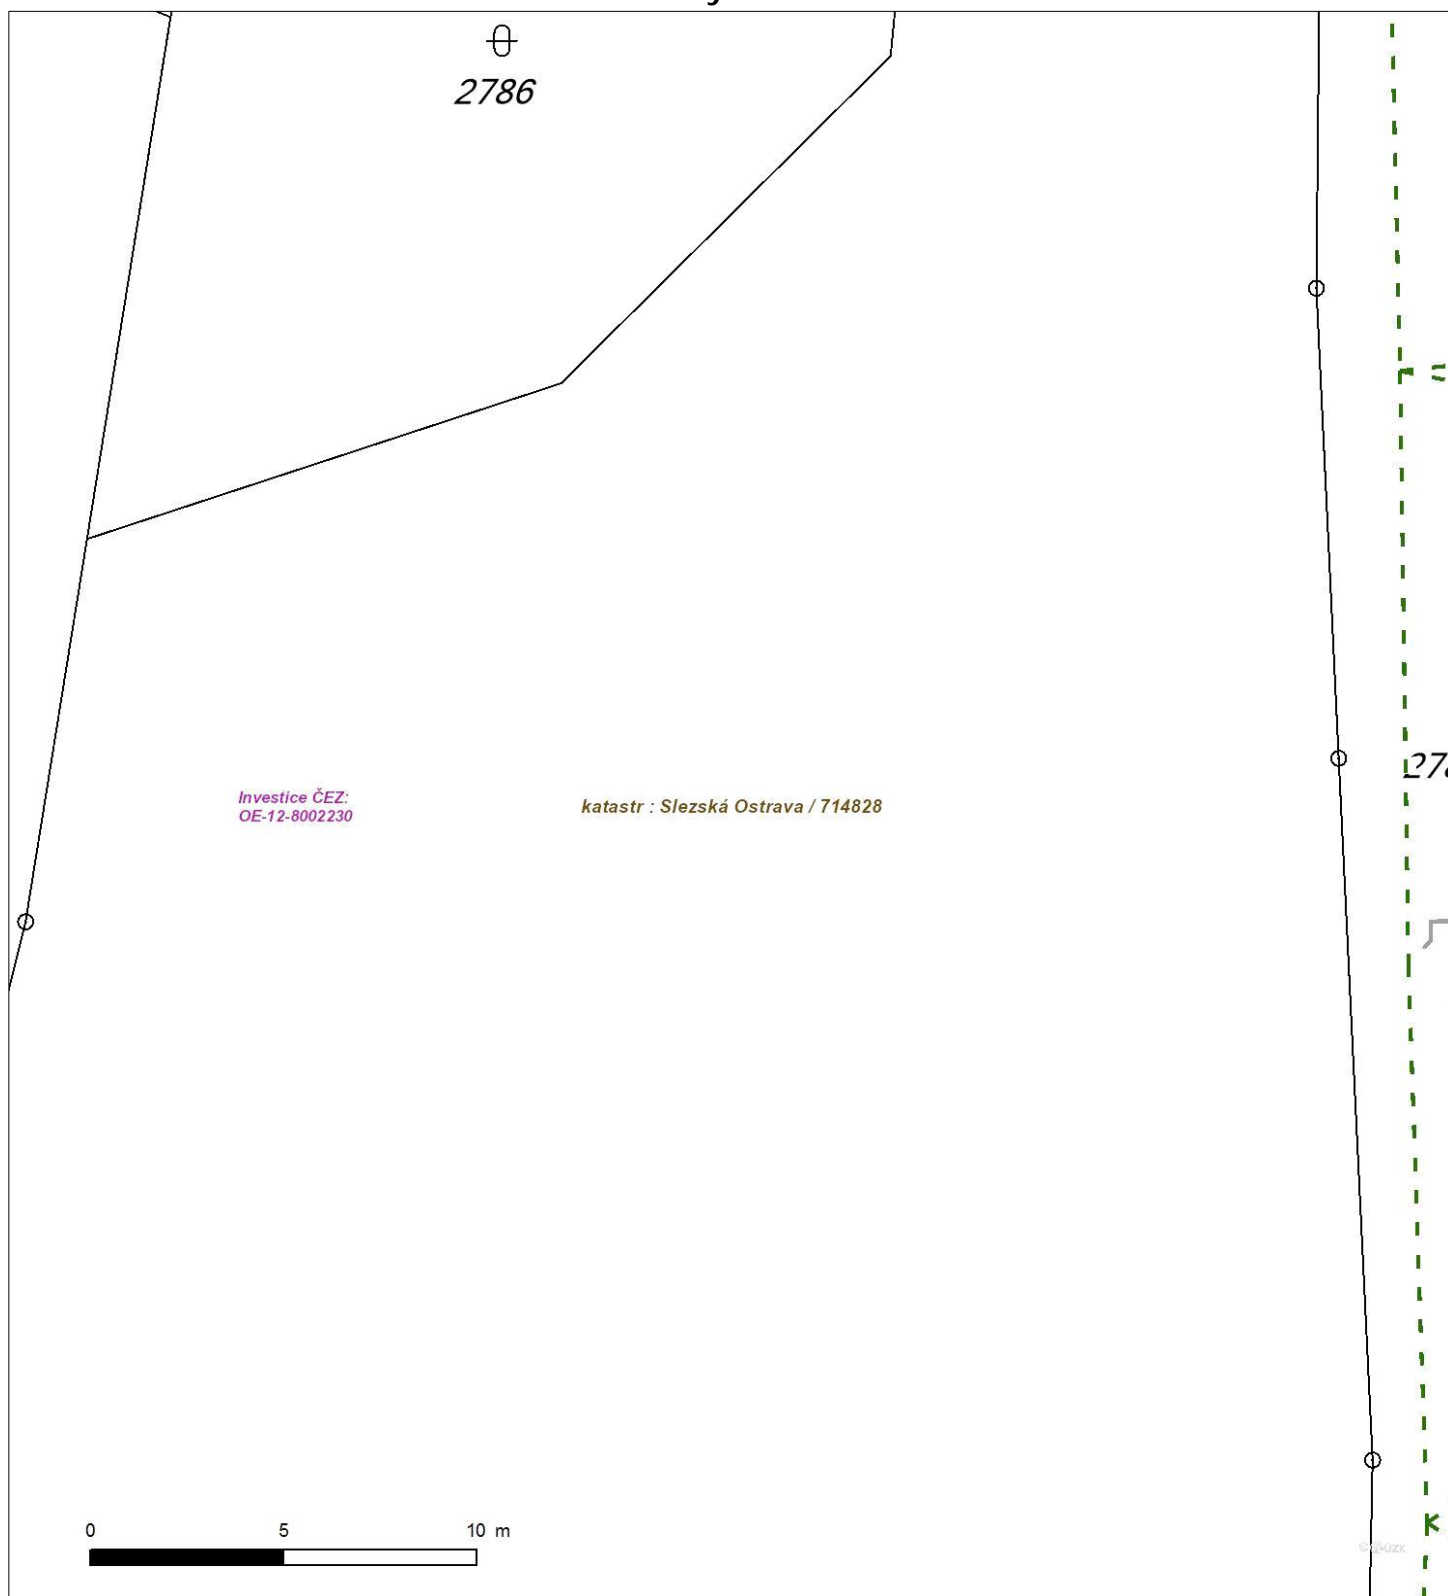 2786
Investice ČEZ:
OE-12-8002230
katastr : Slezská Ostrava / 714828
0 5 10 m